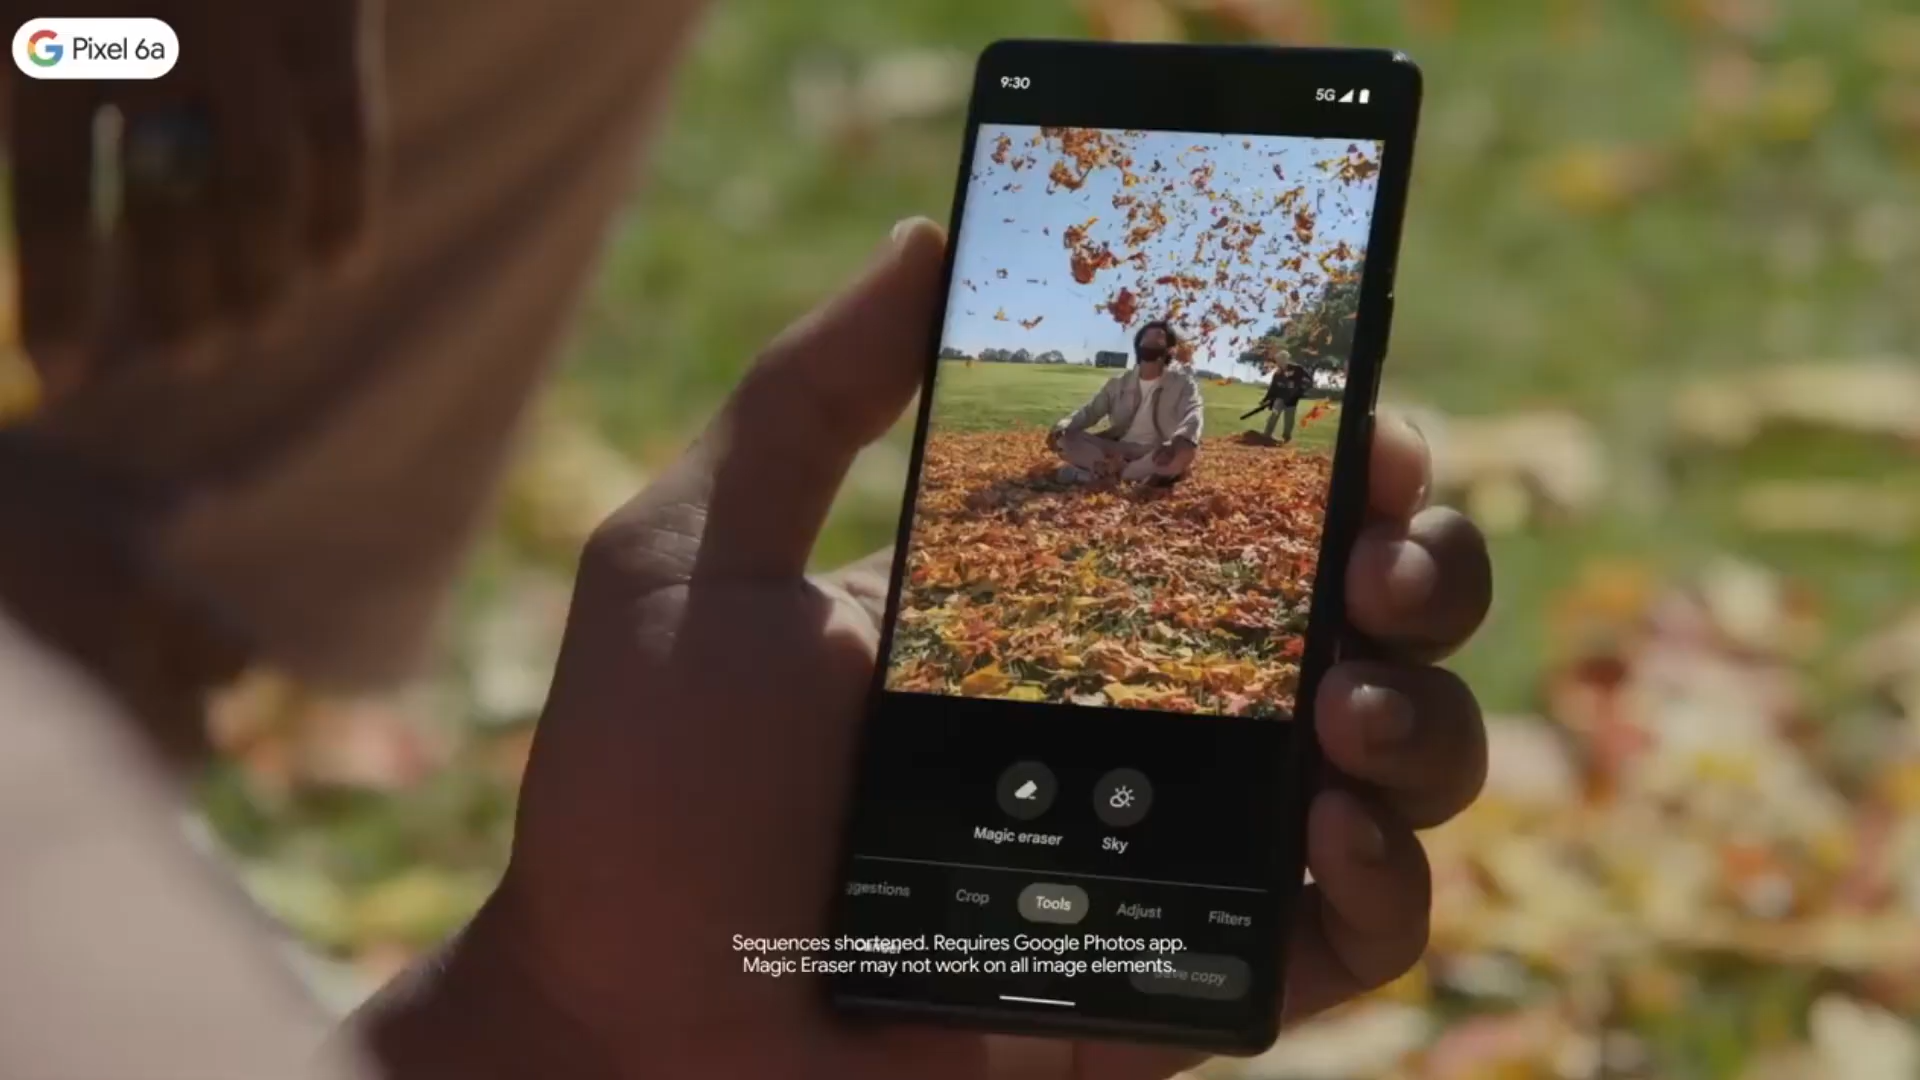 Pixel 6a
9:30
5G
Magic eraser
Sky
Crop
Tools
Adjust
Filters
Sequences shortened. Requires Google Photos app.
Magic Eraser may not work on all image elements.
copy